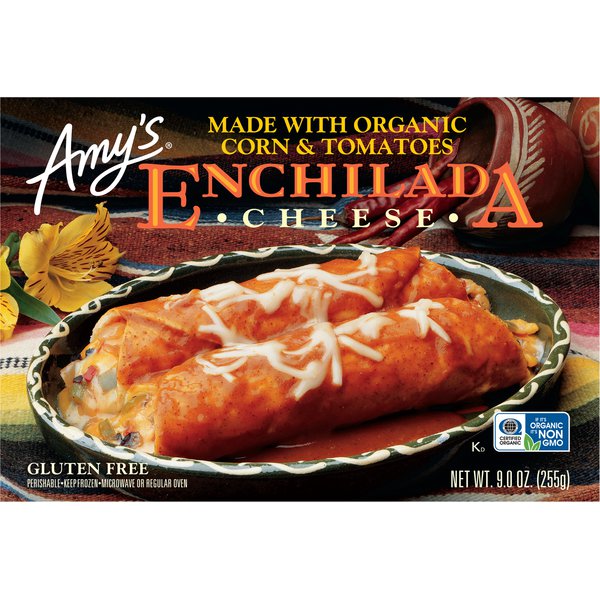 Amy's®
MADE WITH ORGANIC
CORN & TOMATOES
ENCHILADA
•CHEESE•
GLUTEN FREE
PERISHABLE•KEEP FROZEN•MICROWAVE OR REGULAR OVEN
K D
CERTIFIED
ORGANIC
IF IT'S
ORGANIC
IT'S NON
GMO
NET WT. 9.0 OZ. (255g)